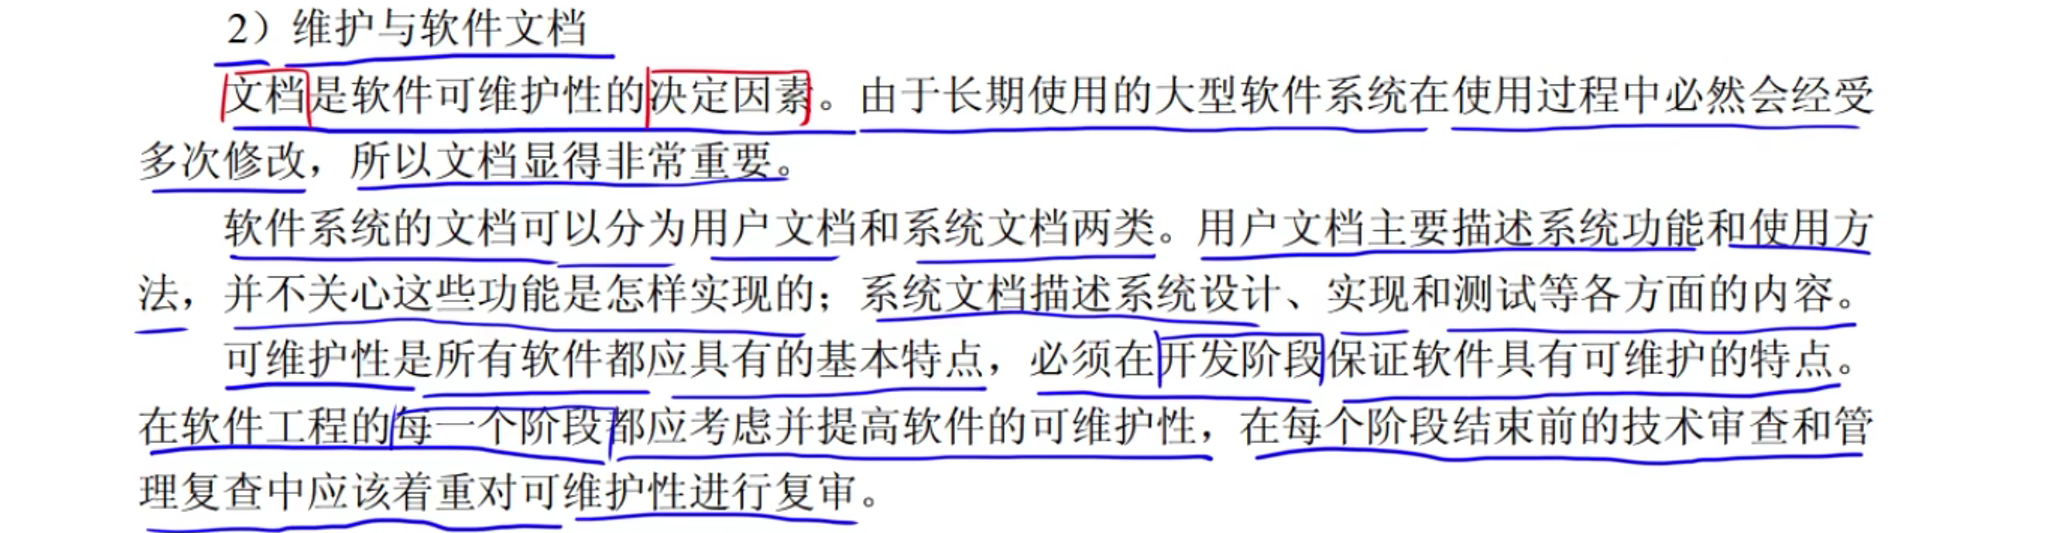 2）维护与软件文档
文档是软件可维护性的决定因素。由于长期使用的大型软件系统在使用过程中必然会经受
多次修改，所以文档显得非常重要。
软件系统的文档可以分为用户文档和系统文档两类。用户文档主要描述系统功能和使用方
法，并不关心这些功能是怎样实现的；系统文档描述系统设计、实现和测试等各方面的内容。
可维护性是所有软件都应具有的基本特点，必须在开发阶段保证软件具有可维护的特点。
在软件工程的每一个阶段都应考虑并提高软件的可维护性，在每个阶段结束前的技术审查和管
理复查中应该着重对可维护性进行复审。